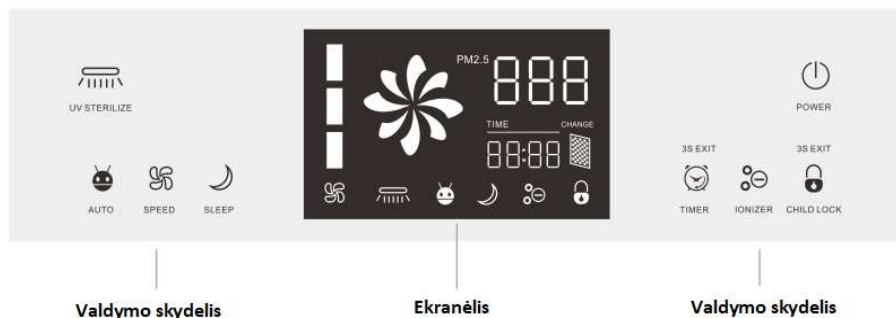 UV STERILIZE
AUTO SPEED SLEEP
PM2.5 888
TIME CHANGE
88:88
POWER
3S EXIT 3S EXIT
TIMER IONIZER CHILD LOCK
Valdymo skydelis Ekranėlis Valdymo skydelis